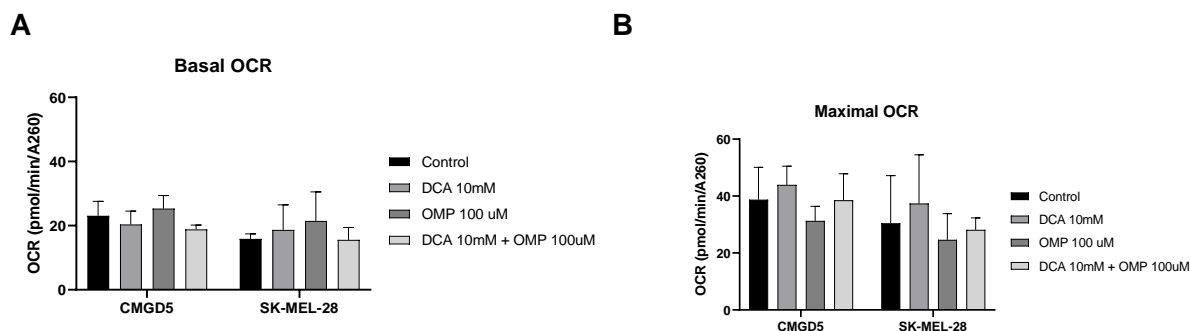 A
Basal OCR
60
40
20
0
OCR (pmol/min/A260)
CMGD5
SK-MEL-28
Control
DCA 10mM
OMP 100 uM
DCA 10mM + OMP 100uM
B
Maximal OCR
60
40
20
0
OCR (pmol/min/A260)
CMGD5
SK-MEL-28
Control
DCA 10mM
OMP 100 uM
DCA 10mM + OMP 100uM